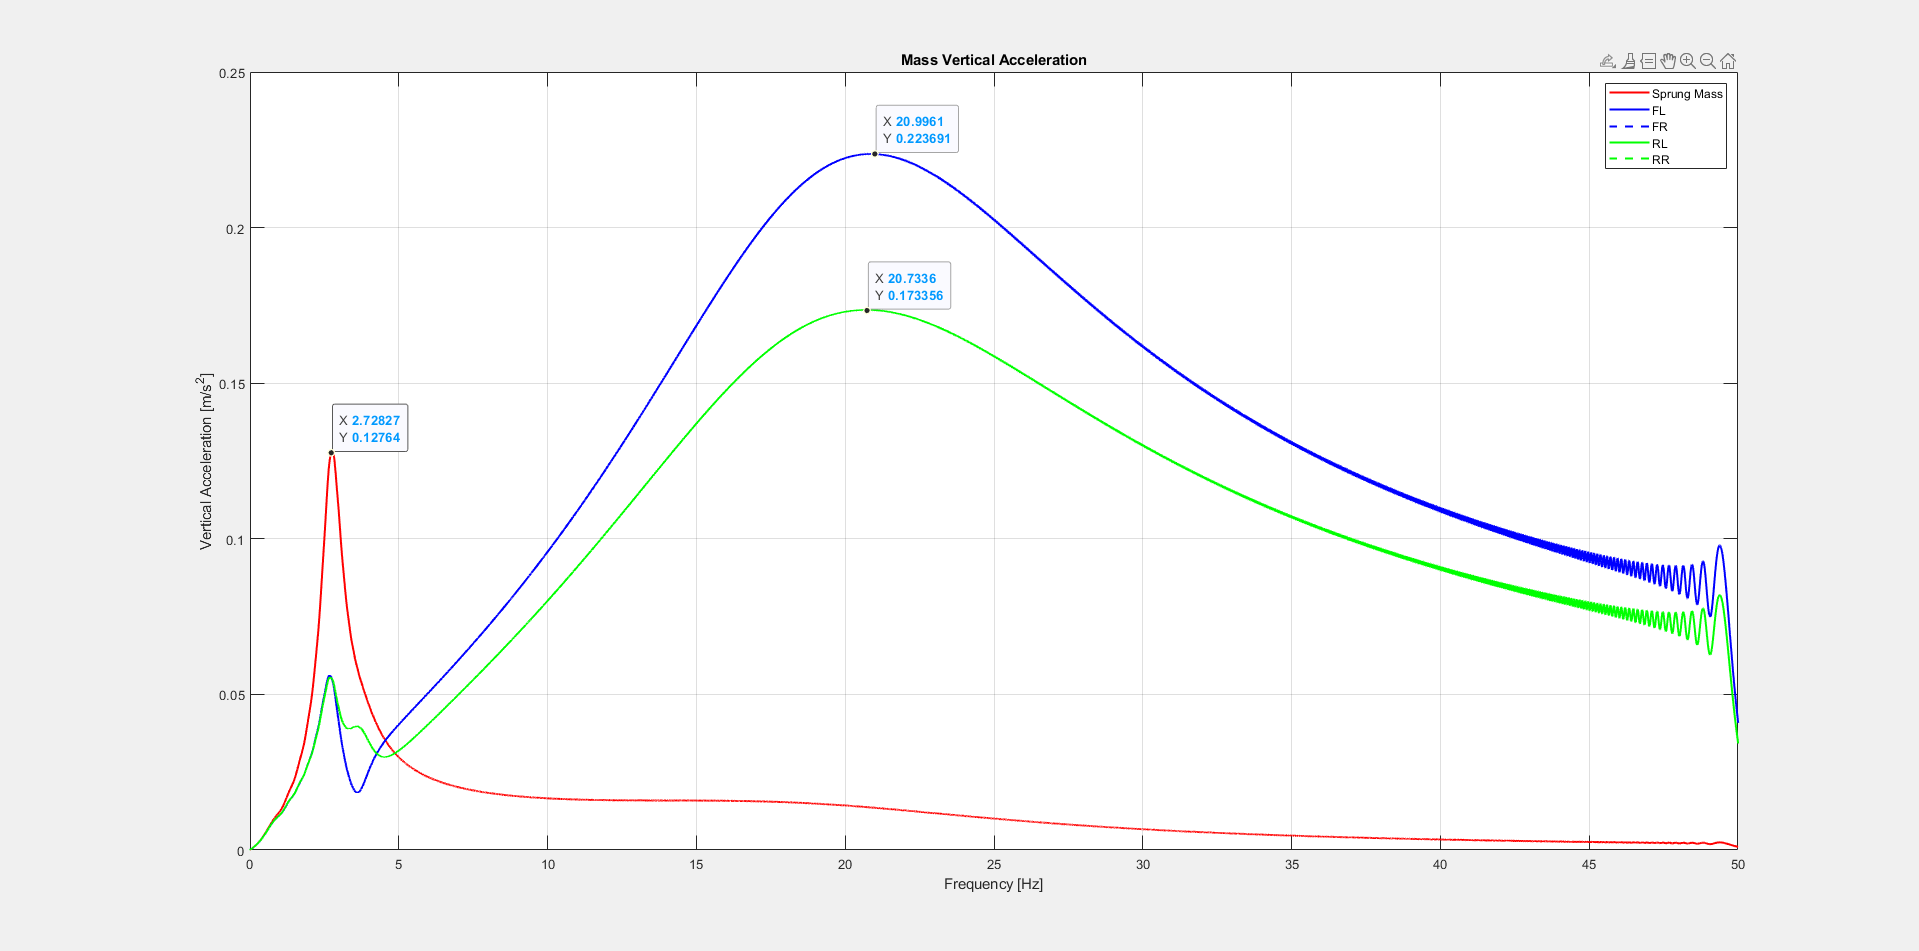 Mass Vertical Acceleration
Sprung Mass
FL
FR
RL
RR
X 20.9961
Y 0.223691
X 20.7336
Y 0.173356
X 2.72827
Y 0.12764
Vertical Acceleration [m/s²]
0.25
0.2
0.15
0.1
0.05
0
0 5 10 15 20 25 30 35 40 45 50
Frequency [Hz]